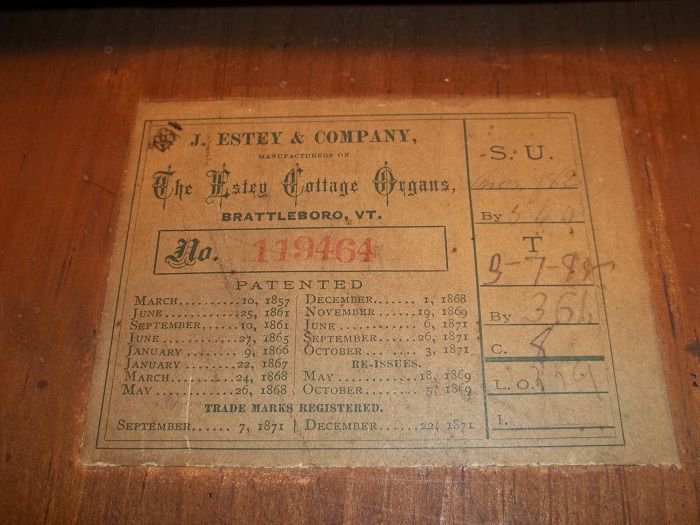 J. ESTEY & COMPANY,
MANUFACTURERS OF
The Estey Cottage Organs,
BRATTLEBORO, VT.
No. 119464
PATENTED
MARCH.......... 10, 1857
JUNE............ 25, 1861
SEPTEMBER...... 10, 1861
JUNE............ 27, 1865
JANUARY ........ 9, 1866
JANUARY ....... 22, 1867
MARCH......... 24, 1868
MAY ........... 26, 1868
DECEMBER....... 1, 1868
NOVEMBER ..... 19, 1869
JUNE ........... 6, 1871
SEPTEMBER..... 26, 1871
OCTOBER ....... 3, 1871
RE-ISSUES.
MAY ........... 18, 1869
OCTOBER........ 5, 1869
TRADE MARKS REGISTERED.
SEPTEMBER...... 7, 1871 | DECEMBER....... 22, 1871
S. U.
By
T
By
C. 8
L. O.
I.